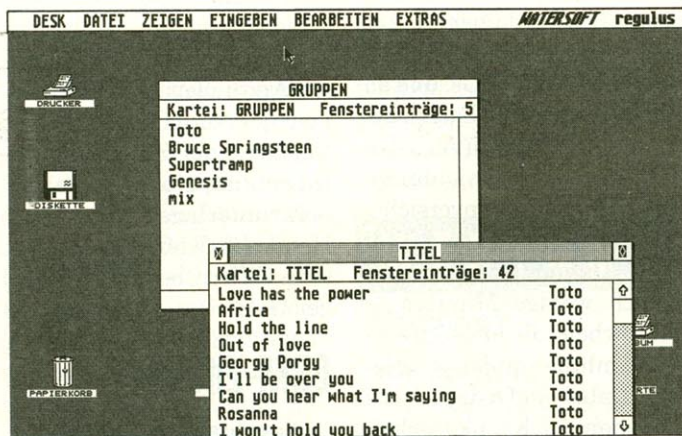 DESK DATEI ZEIGEN EINGEBEN BEARBEITEN EXTRAS WATERSOFT regulus
DRUCKER
DISKETTE
PAPIERKORB
GRUPPEN
Kartei: GRUPPEN Fenstereinträge: 5
Toto
Bruce Springsteen
Supertramp
Genesis
mix
TITEL
Kartei: TITEL Fenstereinträge: 42
Love has the power Toto
Africa Toto
Hold the line Toto
Out of love Toto
Georgy Porgy Toto
I'll be over you Toto
Can you hear what I'm saying Toto
Rosanna Toto
I won't hold you back Toto
BUM
RTE